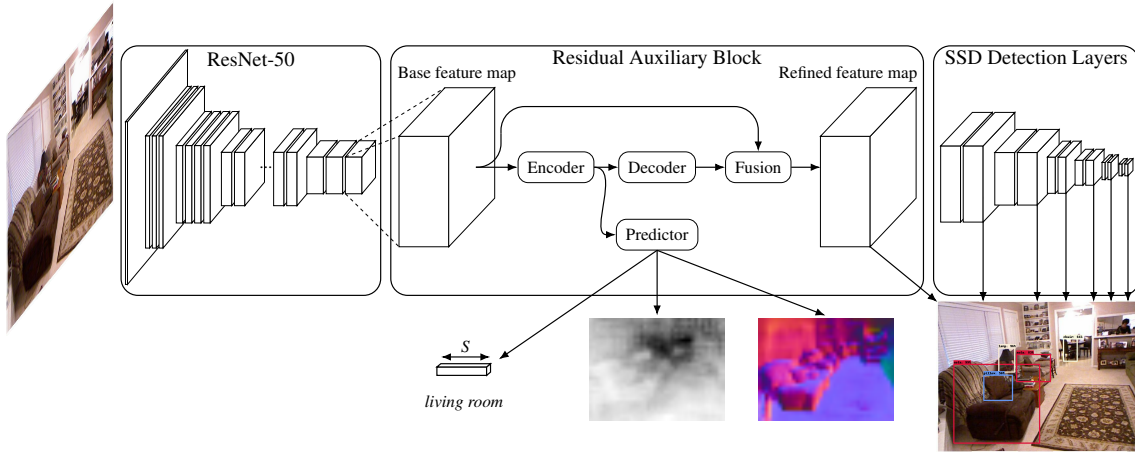 ResNet-50
Residual Auxiliary Block
SSD Detection Layers
Base feature map
Refined feature map
Encoder
Decoder
Fusion
Predictor
S
living room